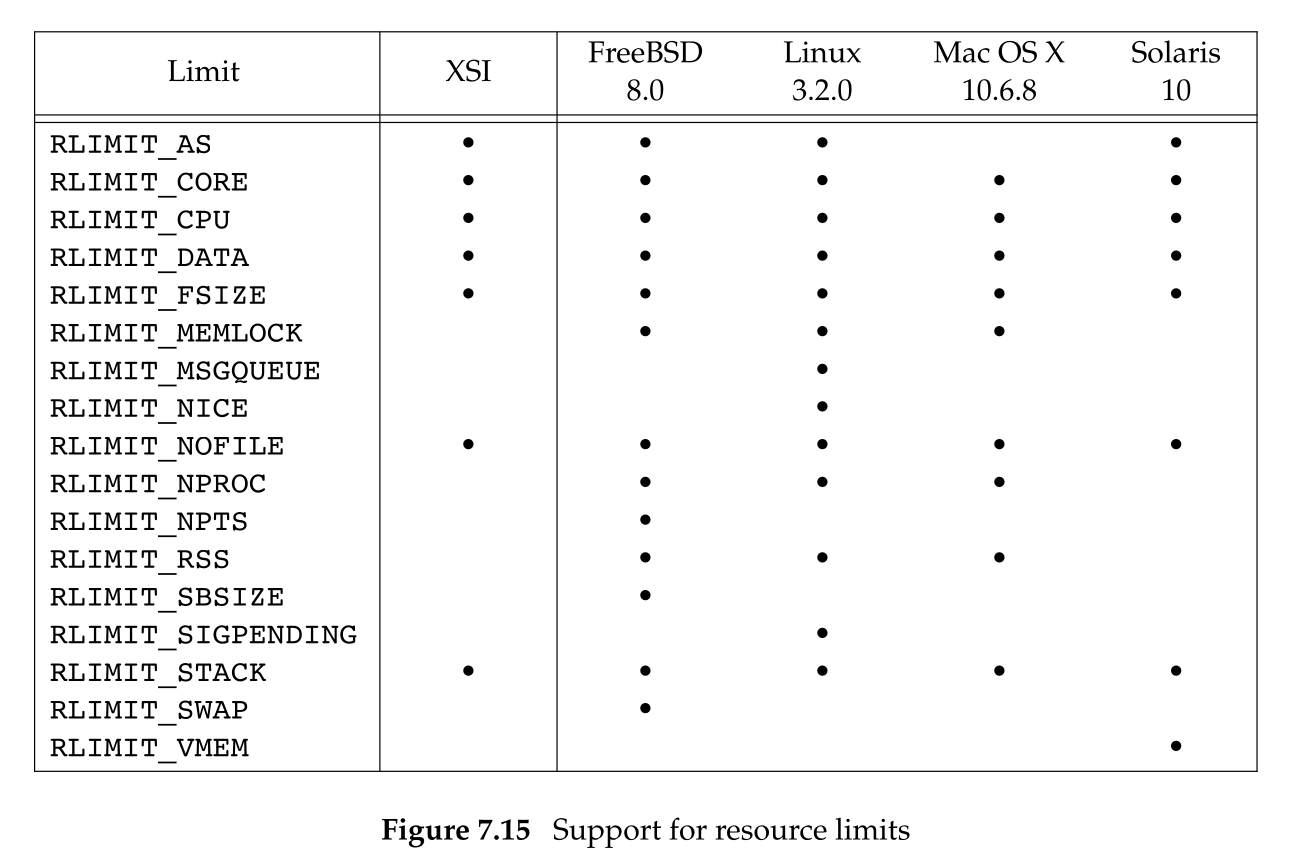 Limit XSI FreeBSD 8.0 Linux 3.2.0 Mac OS X 10.6.8 Solaris 10
RLIMIT_AS • • • •
RLIMIT_CORE • • • • •
RLIMIT_CPU • • • • •
RLIMIT_DATA • • • • •
RLIMIT_FSIZE • • • • •
RLIMIT_MEMLOCK • • •
RLIMIT_MSGQUEUE •
RLIMIT_NICE •
RLIMIT_NOFILE • • • • •
RLIMIT_NPROC • • •
RLIMIT_NPTS •
RLIMIT_RSS • • •
RLIMIT_SBSIZE •
RLIMIT_SIGPENDING •
RLIMIT_STACK • • • • •
RLIMIT_SWAP •
RLIMIT_VMEM •
Figure 7.15 Support for resource limits